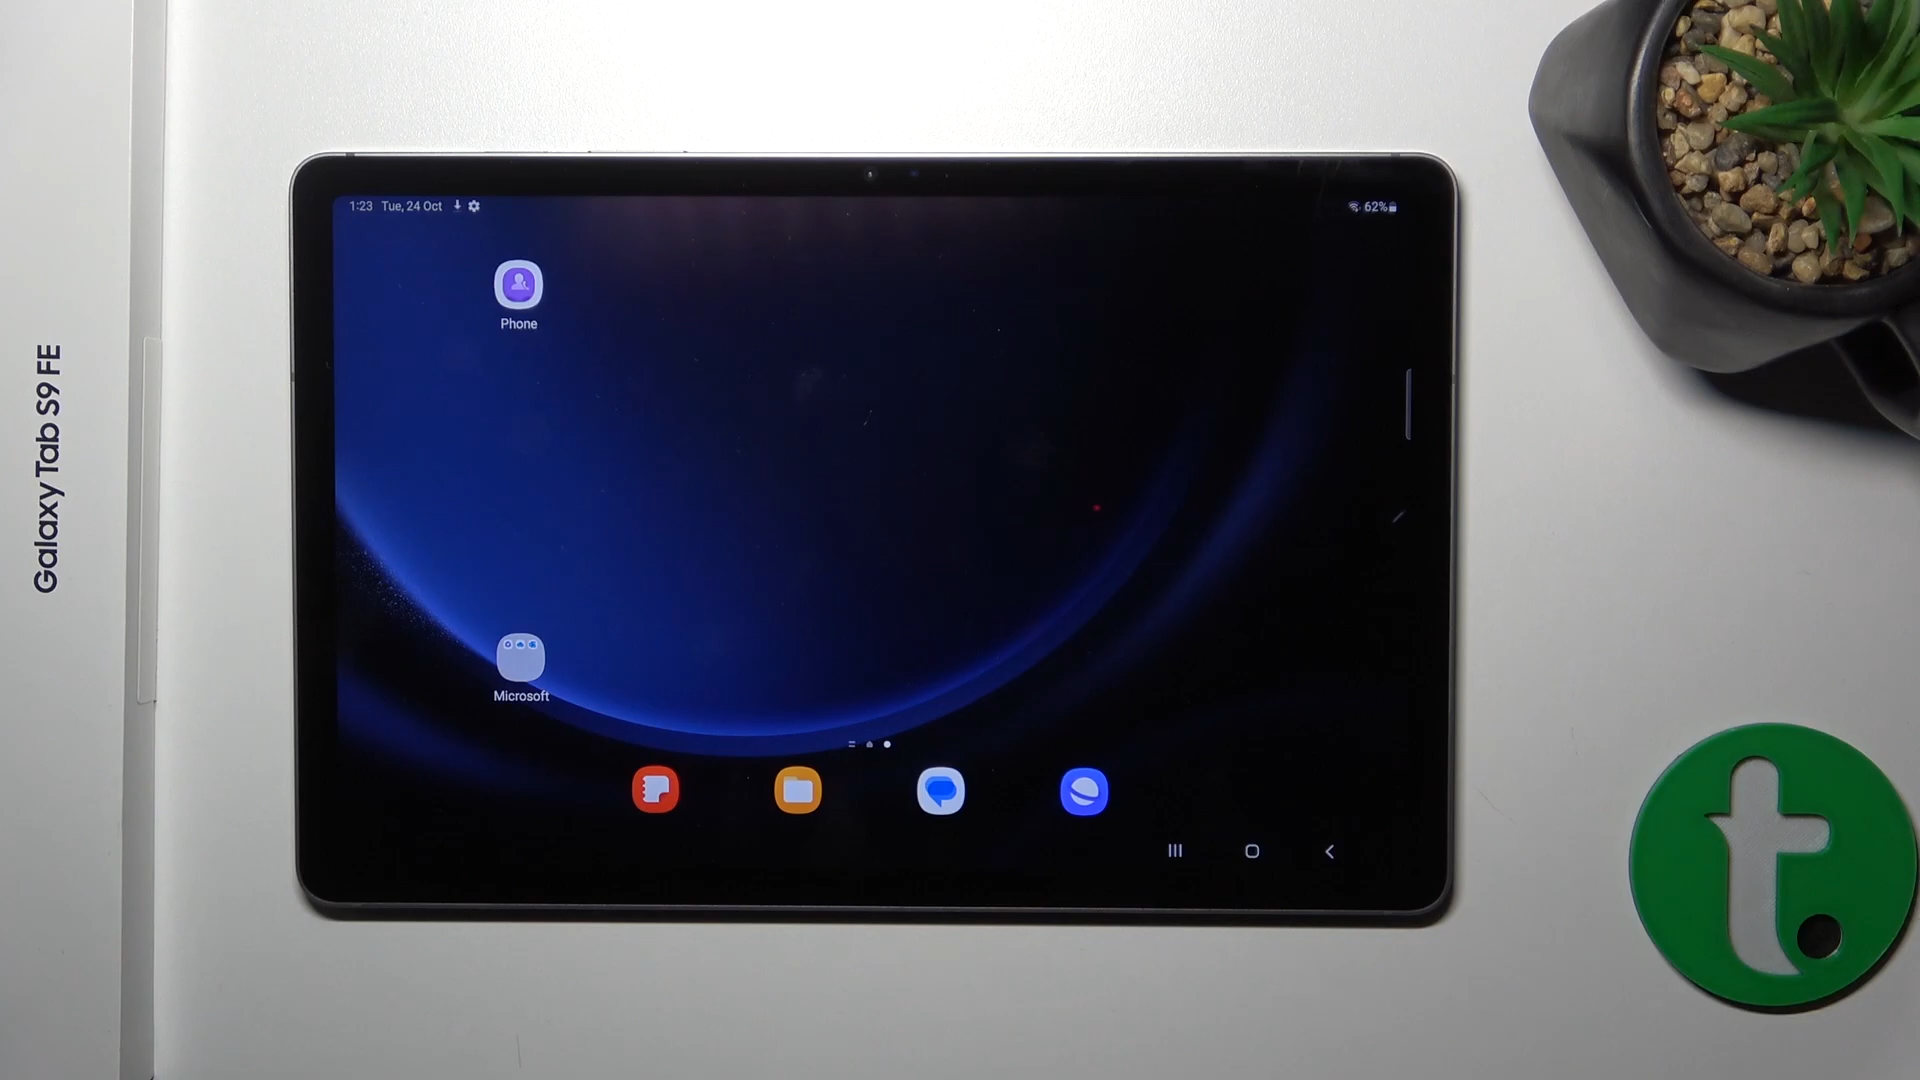 Galaxy Tab S9 FE
1:23 Tue, 24 Oct
62%
Phone
Microsoft
t